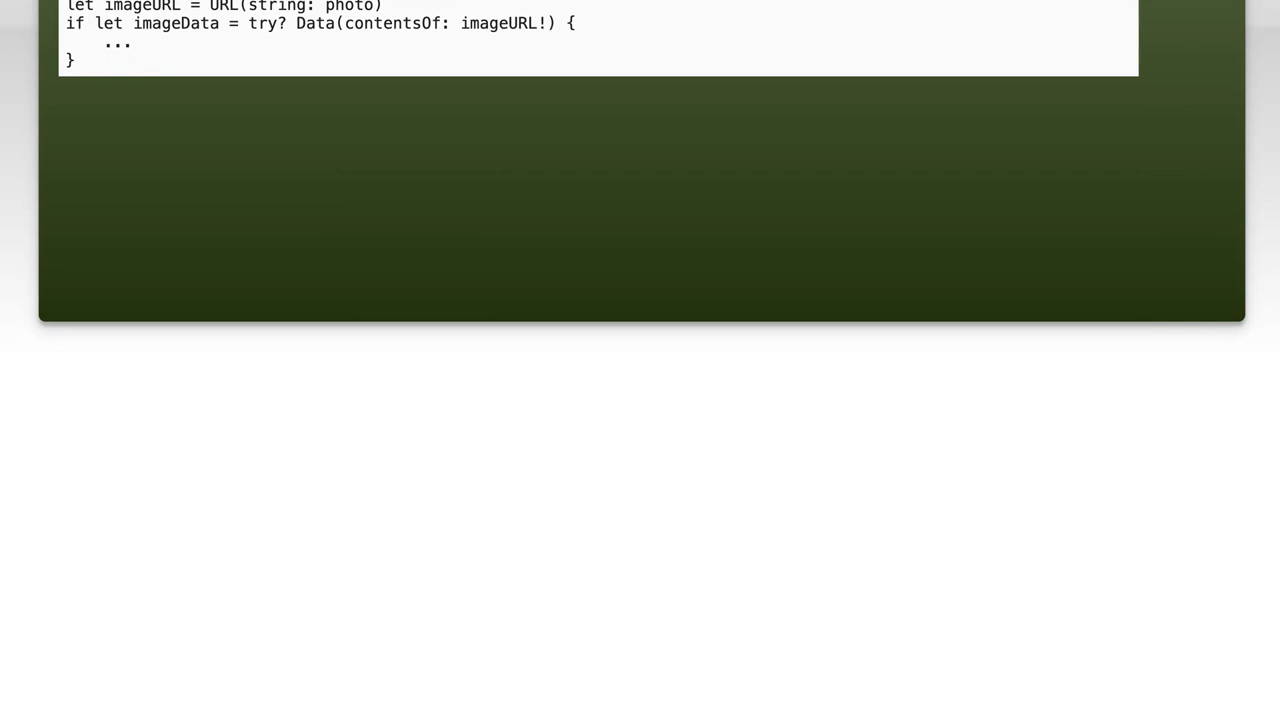 let imageURL = URL(string: photo)
if let imageData = try? Data(contentsOf: imageURL!) {
    ...
}